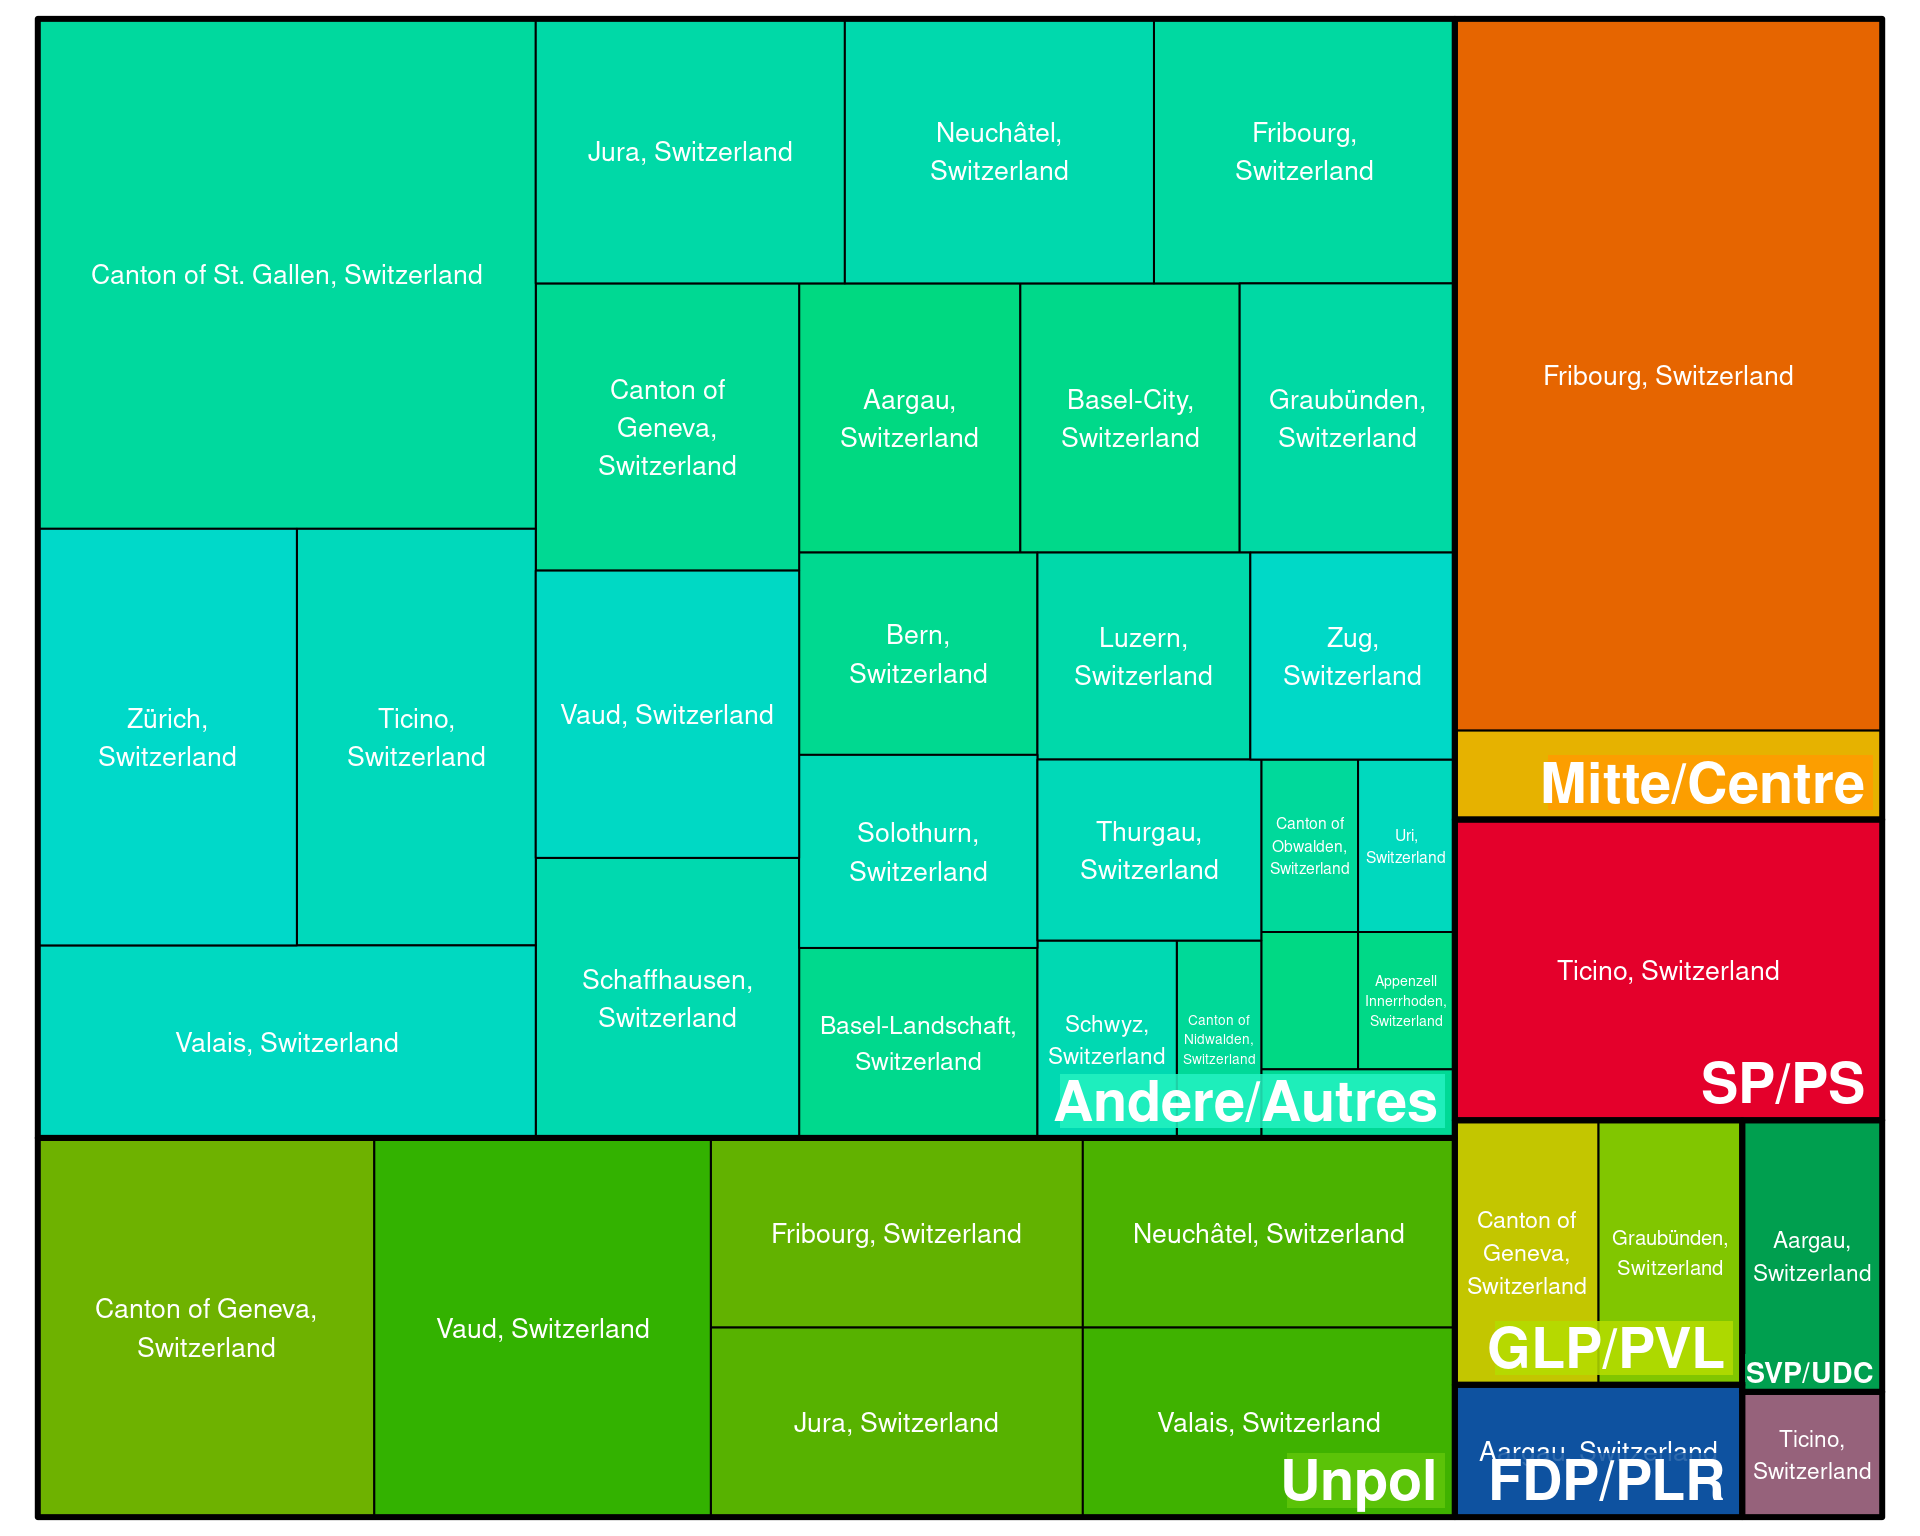 Canton of St. Gallen, Switzerland
Jura, Switzerland
Neuchâtel,
Switzerland
Fribourg,
Switzerland
Canton of
Geneva,
Switzerland
Aargau,
Switzerland
Basel-City,
Switzerland
Graubünden,
Switzerland
Zürich,
Switzerland
Ticino,
Switzerland
Vaud, Switzerland
Bern,
Switzerland
Luzern,
Switzerland
Zug,
Switzerland
Solothurn,
Switzerland
Thurgau,
Switzerland
Canton of
Obwalden,
Switzerland
Uri,
Switzerland
Valais, Switzerland
Schaffhausen,
Switzerland
Basel-Landschaft,
Switzerland
Schwyz,
Switzerland
Canton of
Nidwalden,
Switzerland
Appenzell
Innerrhoden,
Switzerland
Andere/Autres
Canton of Geneva,
Switzerland
Vaud, Switzerland
Fribourg, Switzerland
Neuchâtel, Switzerland
Jura, Switzerland
Valais, Switzerland
Unpol
Fribourg, Switzerland
Mitte/Centre
Ticino, Switzerland
SP/PS
Canton of
Geneva,
Switzerland
Graubünden,
Switzerland
GLP/PVL
Aargau,
Switzerland
SVP/UDC
Aargau, Switzerland
FDP/PLR
Ticino,
Switzerland